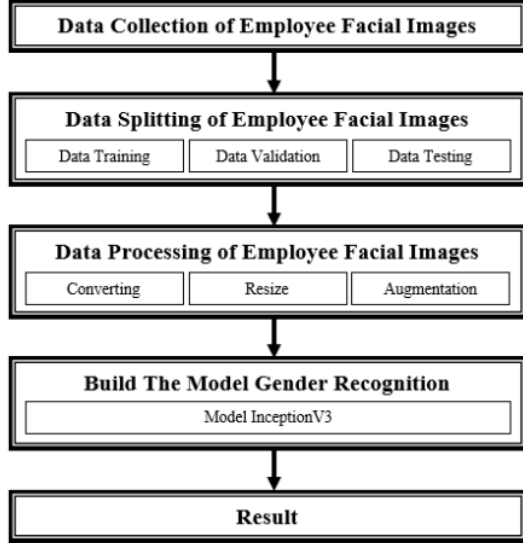 Data Collection of Employee Facial Images
Data Splitting of Employee Facial Images
Data Training
Data Validation
Data Testing
Data Processing of Employee Facial Images
Converting
Resize
Augmentation
Build The Model Gender Recognition
Model InceptionV3
Result